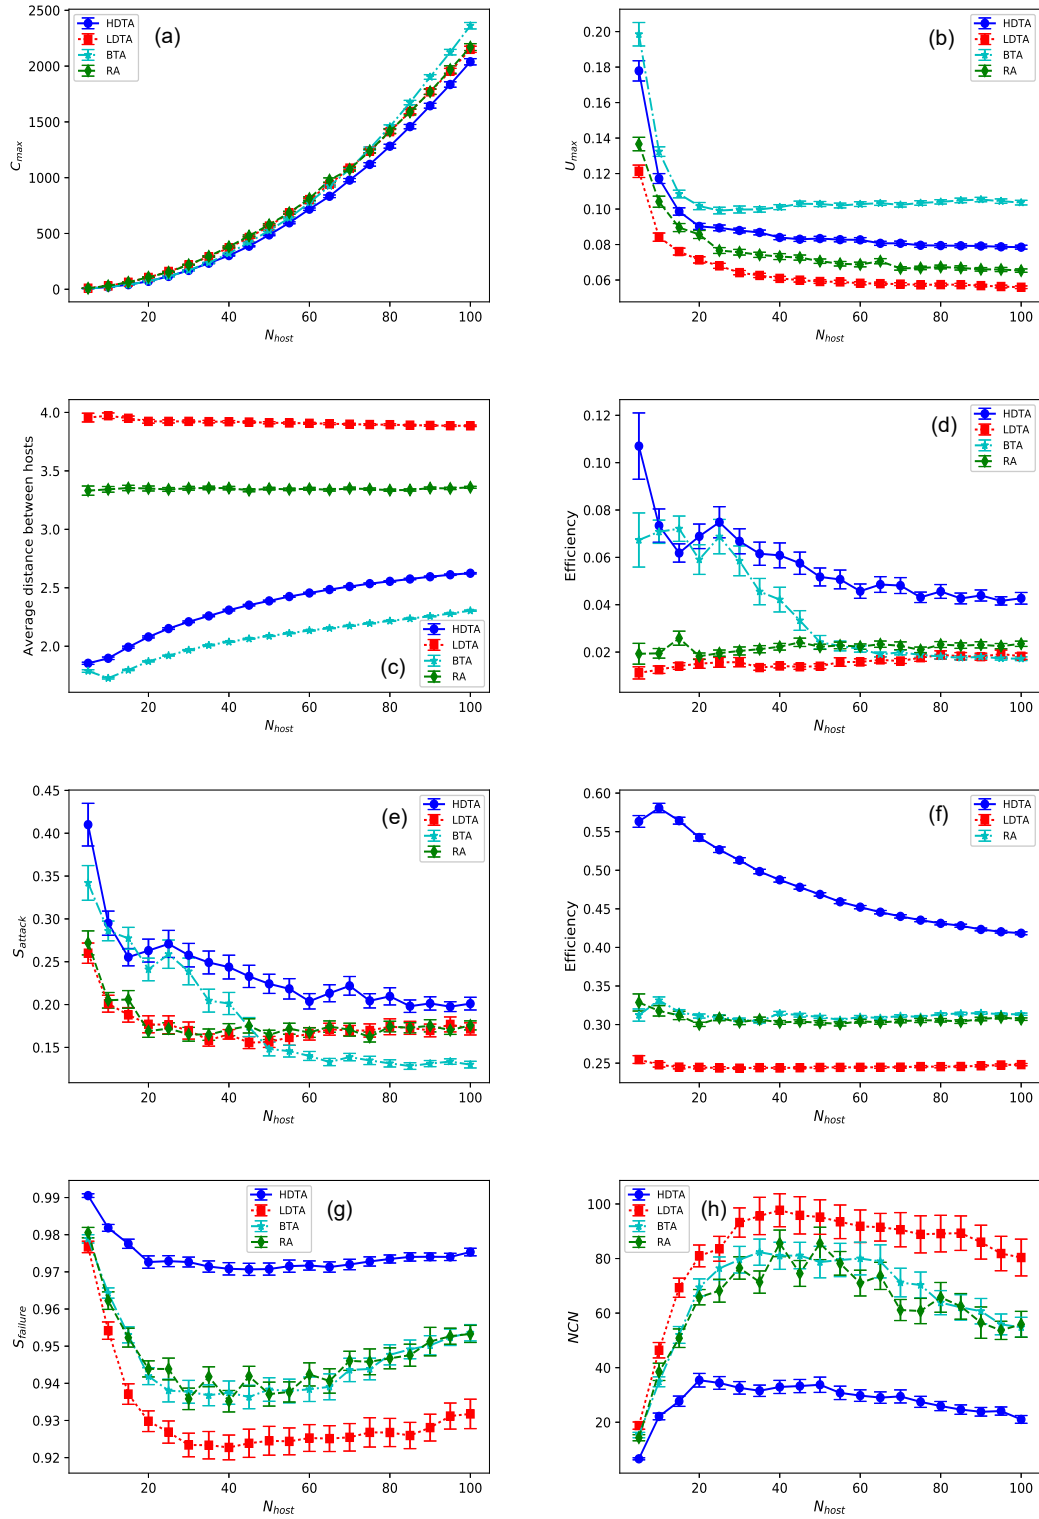 2500
2000
1500
1000
500
0
20 40 60 80 100
C_max
N_host
(a)
HDTA
LDTA
BTA
RA
0.20
0.18
0.16
0.14
0.12
0.10
0.08
0.06
20 40 60 80 100
U_max
N_host
(b)
HDTA
LDTA
BTA
RA
4.0
3.5
3.0
2.5
2.0
20 40 60 80 100
Average distance between hosts
N_host
(c)
HDTA
LDTA
BTA
RA
0.12
0.10
0.08
0.06
0.04
0.02
20 40 60 80 100
Efficiency
N_host
(d)
HDTA
LDTA
BTA
RA
0.45
0.40
0.35
0.30
0.25
0.20
0.15
20 40 60 80 100
S_attack
N_host
(e)
HDTA
LDTA
BTA
RA
0.60
0.55
0.50
0.45
0.40
0.35
0.30
0.25
20 40 60 80 100
Efficiency
N_host
(f)
HDTA
LDTA
RA
0.99
0.98
0.97
0.96
0.95
0.94
0.93
0.92
20 40 60 80 100
S_failure
N_host
(g)
HDTA
LDTA
BTA
RA
100
80
60
40
20
20 40 60 80 100
NCN
N_host
(h)
HDTA
LDTA
BTA
RA